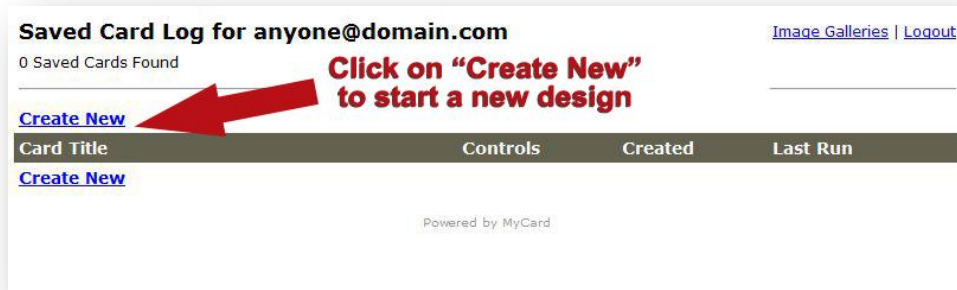 Saved Card Log for anyone@domain.com
Image Galleries | Logout
0 Saved Cards Found
Click on “Create New”
to start a new design
Create New
Card Title Controls Created Last Run
Create New
Powered by MyCard